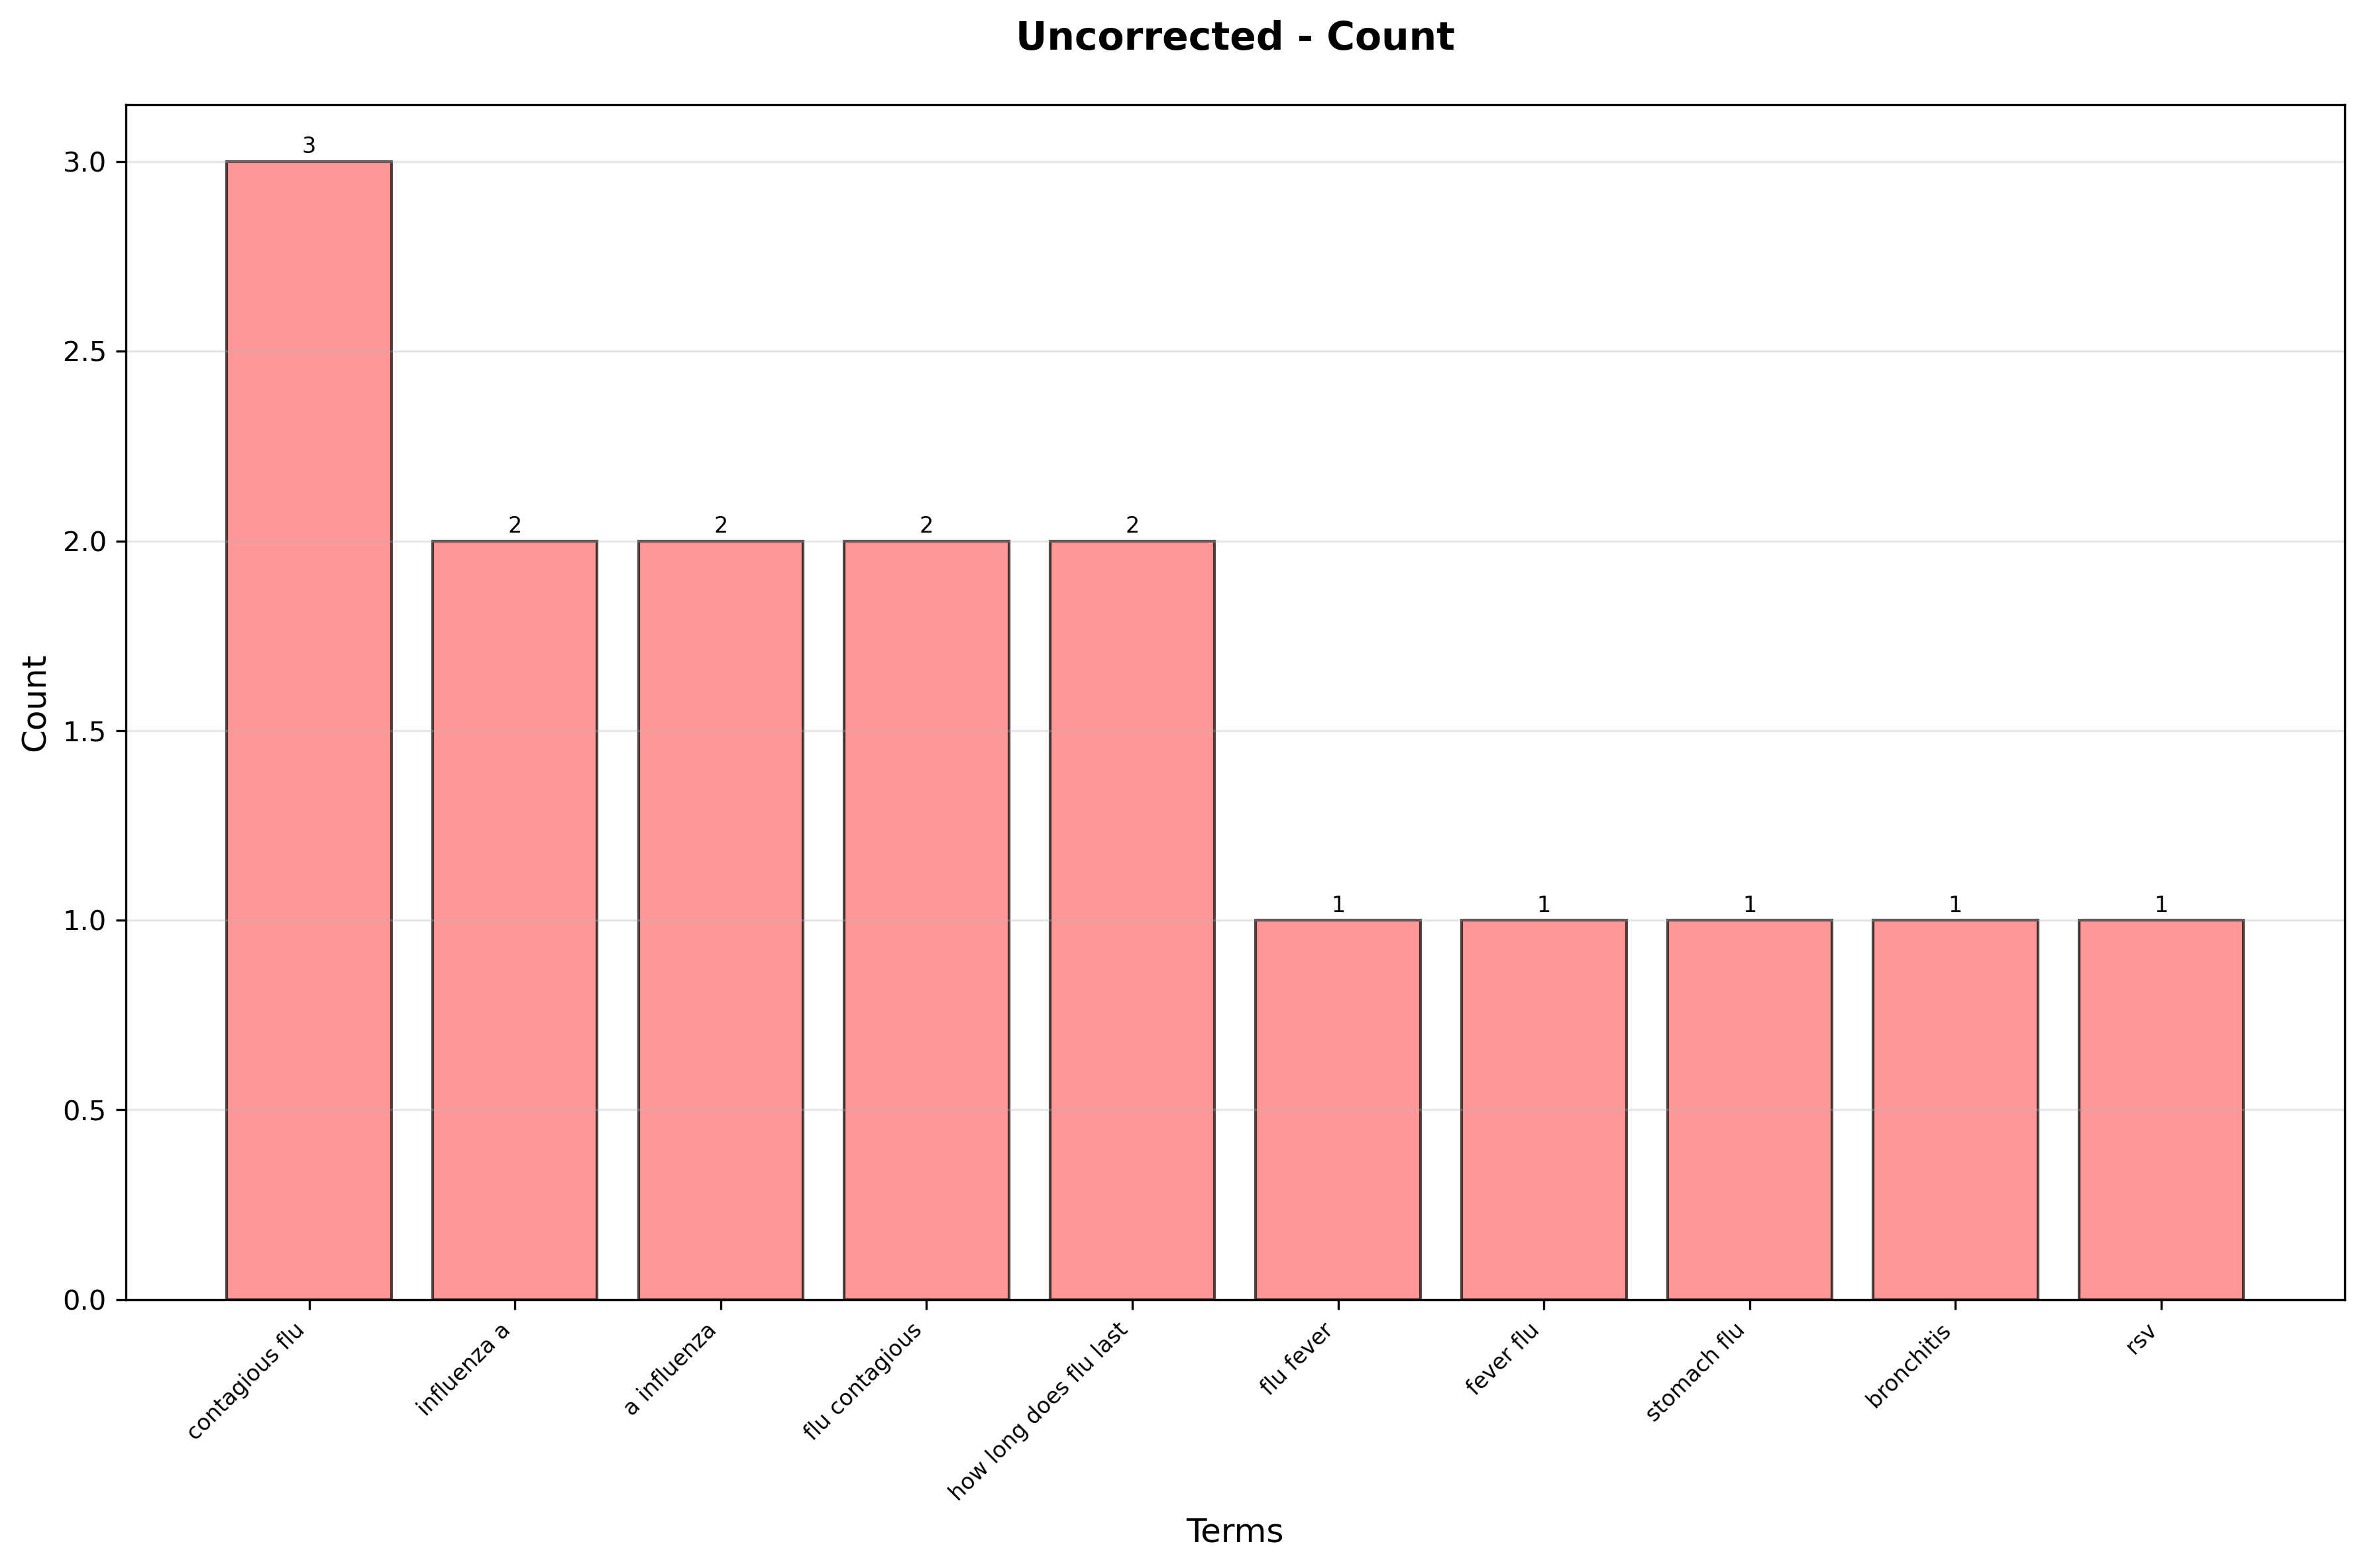 Uncorrected - Count
Count
3.0
2.5
2.0
1.5
1.0
0.5
0.0
3
2
2
2
2
1
1
1
1
1
contagious flu
influenza a
a influenza
flu contagious
how long does flu last
flu fever
fever flu
stomach flu
bronchitis
rsv
Terms